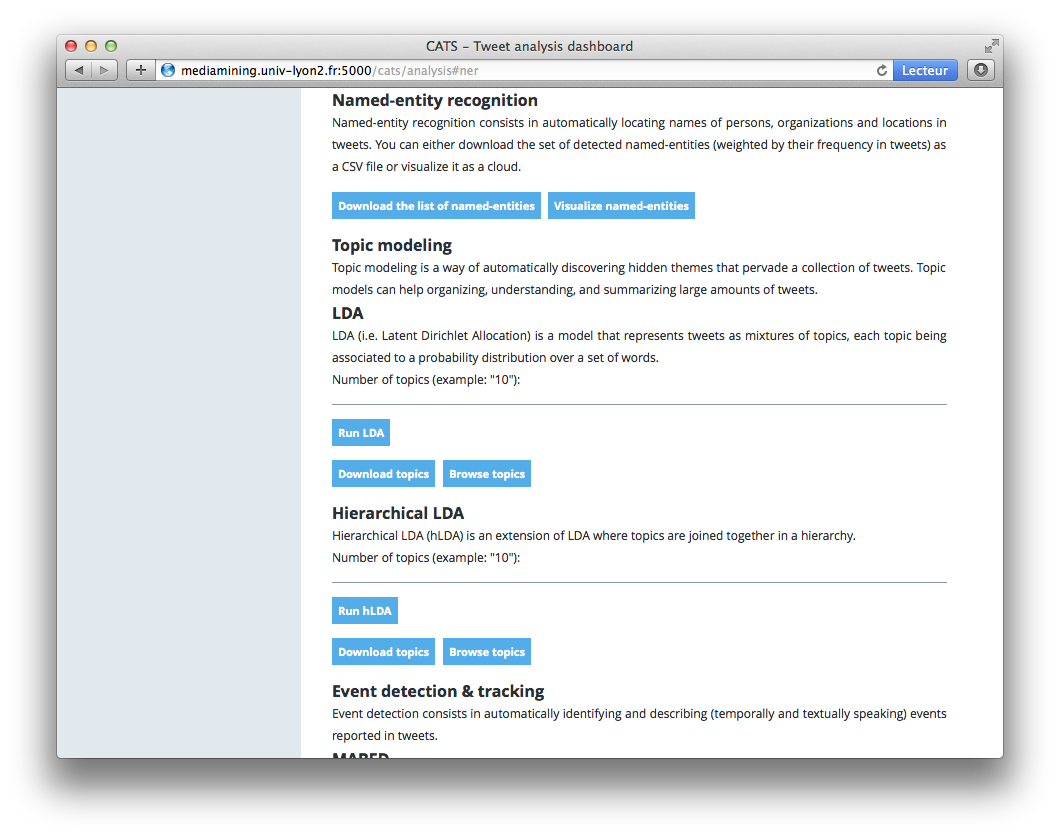 CATS – Tweet analysis dashboard
mediamining.univ-lyon2.fr:5000/cats/analysis#ner
Lecteur
Named-entity recognition
Named-entity recognition consists in automatically locating names of persons, organizations and locations in
tweets. You can either download the set of detected named-entities (weighted by their frequency in tweets) as
a CSV file or visualize it as a cloud.
Download the list of named-entities Visualize named-entities
Topic modeling
Topic modeling is a way of automatically discovering hidden themes that pervade a collection of tweets. Topic
models can help organizing, understanding, and summarizing large amounts of tweets.
LDA
LDA (i.e. Latent Dirichlet Allocation) is a model that represents tweets as mixtures of topics, each topic being
associated to a probability distribution over a set of words.
Number of topics (example: "10"):
Run LDA
Download topics Browse topics
Hierarchical LDA
Hierarchical LDA (hLDA) is an extension of LDA where topics are joined together in a hierarchy.
Number of topics (example: "10"):
Run hLDA
Download topics Browse topics
Event detection & tracking
Event detection consists in automatically identifying and describing (temporally and textually speaking) events
reported in tweets.